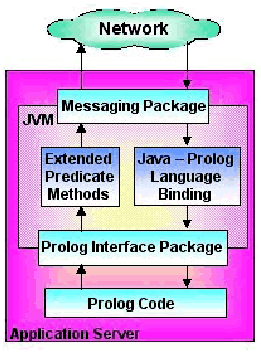 Network
Messaging Package
JVM
Extended
Predicate
Methods
Java – Prolog
Language
Binding
Prolog Interface Package
Prolog Code
Application Server